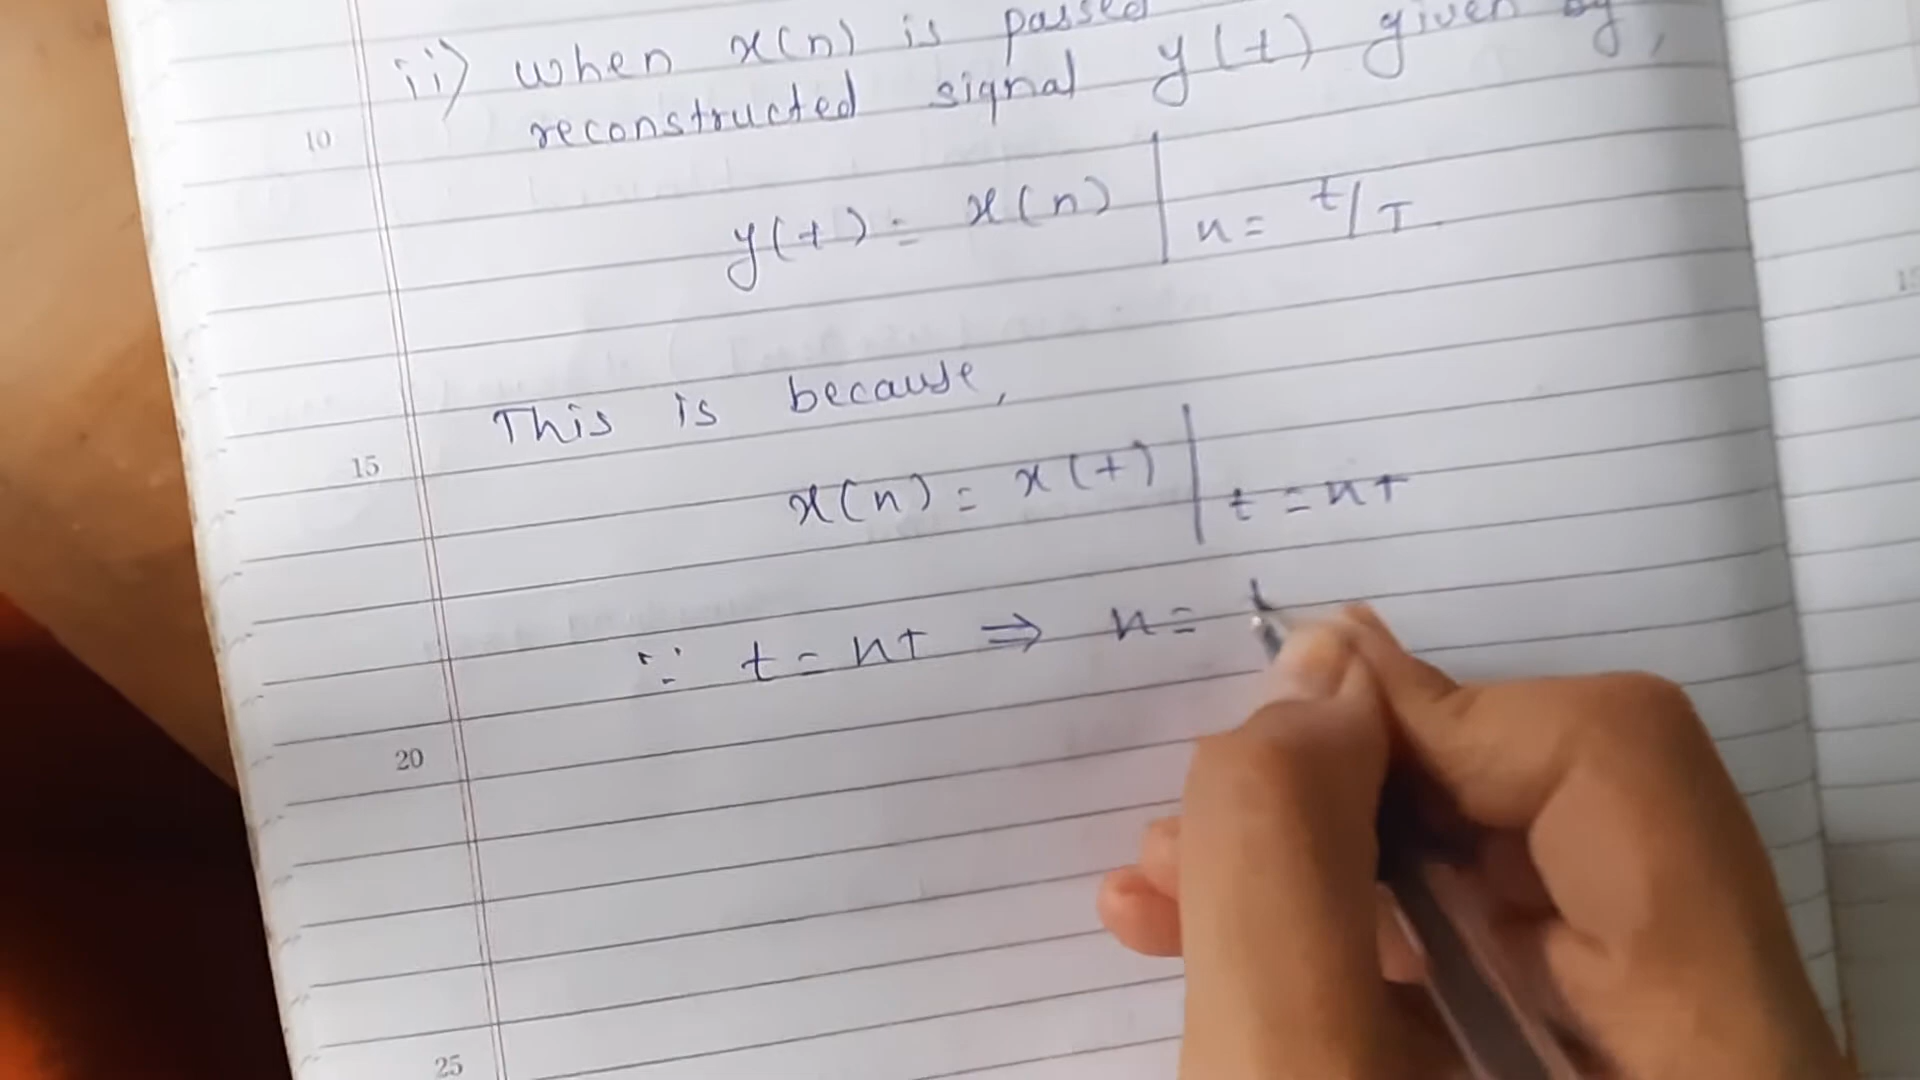 ii) when x(n) is passed
reconstructed signal y(t) given by,
10
y(t) = x(n) | n = t/T
This is because,
15
x(n) = x(t) | t = nT
∵ t = nT ⇒ n = t
20
25